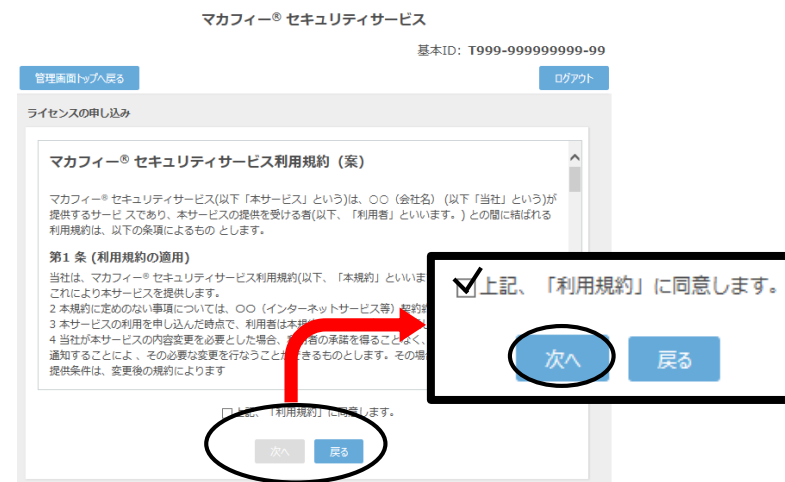 マカフィー® セキュリティサービス
基本ID: T999-999999999-99
管理画面トップへ戻る
ログアウト
ライセンスの申し込み
マカフィー® セキュリティサービス利用規約（案）
マカフィー® セキュリティサービス(以下「本サービス」という)は、○○（会社名）(以下「当社」という)が
提供するサービ スであり、本サービスの提供を受ける者(以下、「利用者」といいます。) との間に結ばれる
利用規約は、以下の条項によるもの とします。
第1 条 (利用規約の適用)
当社は、マカフィー® セキュリティサービス利用規約(以下、「本規約」といいま
これにより本サービスを提供します。
2 本規約に定めのない事項については、○○（インターネットサービス等）契約約
3 本サービスの利用を申し込んだ時点で、利用者は本規
4 当社が本サービスの内容変更を必要とした場合、利用者の承諾を得ることなく、
通知することによ 、その必要な変更を行なうことができるものとします。その場合
提供条件は、変更後の規約によります
上記、「利用規約」に同意します。
次へ
戻る
上記、「利用規約」に同意します。
次へ
戻る